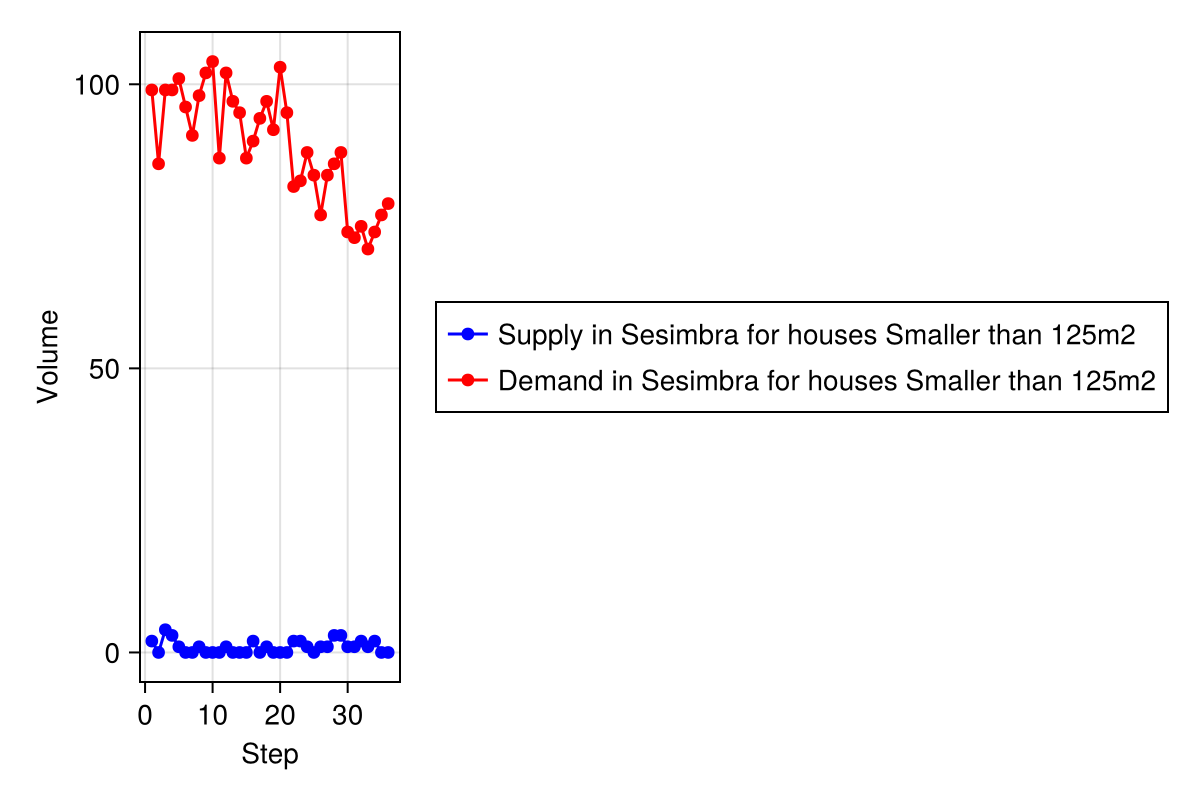 Volume
100
50
0
0 10 20 30
Step
Supply in Sesimbra for houses Smaller than 125m2
Demand in Sesimbra for houses Smaller than 125m2